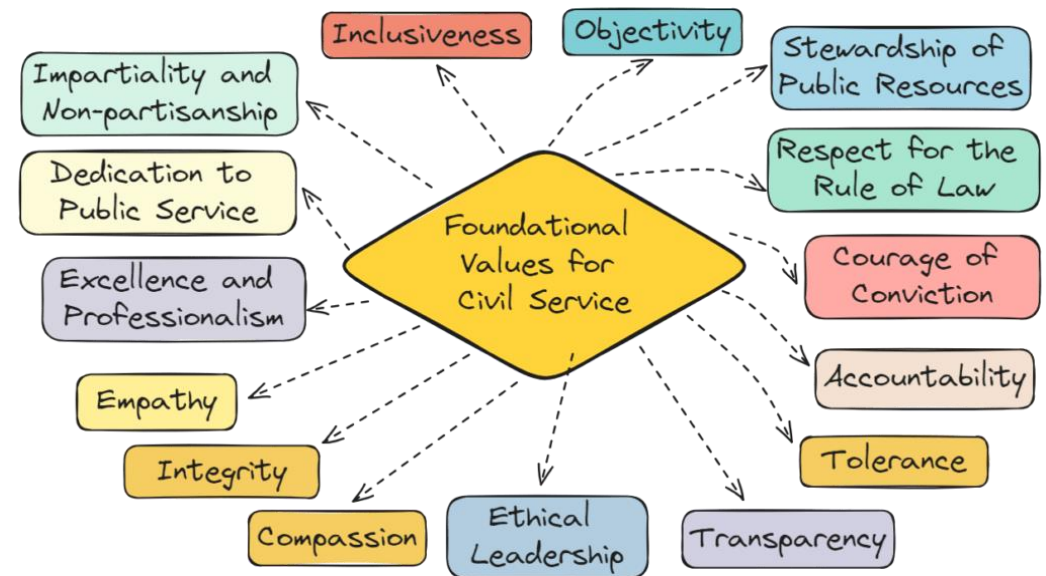 Inclusiveness
Objectivity
Stewardship of
Public Resources
Impartiality and
Non-partisanship
Respect for the
Rule of Law
Dedication to
Public Service
Foundational
Values for
Civil Service
Courage of
Conviction
Excellence and
Professionalism
Accountability
Empathy
Tolerance
Integrity
Compassion
Ethical
Leadership
Transparency